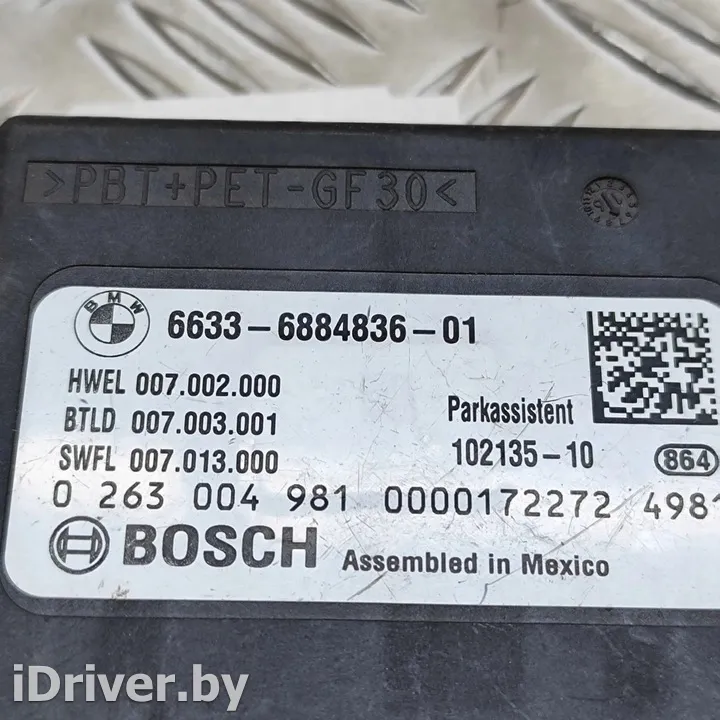 >PBT+PET-GF30<
BMW
6633-6884836-01
HWEL 007.002.000
BTLD 007.003.001
SWFL 007.013.000
Parkassistent
102135-10
864
0 263 004 981 0000172272 4981
BOSCH
Assembled in Mexico
iDriver.by